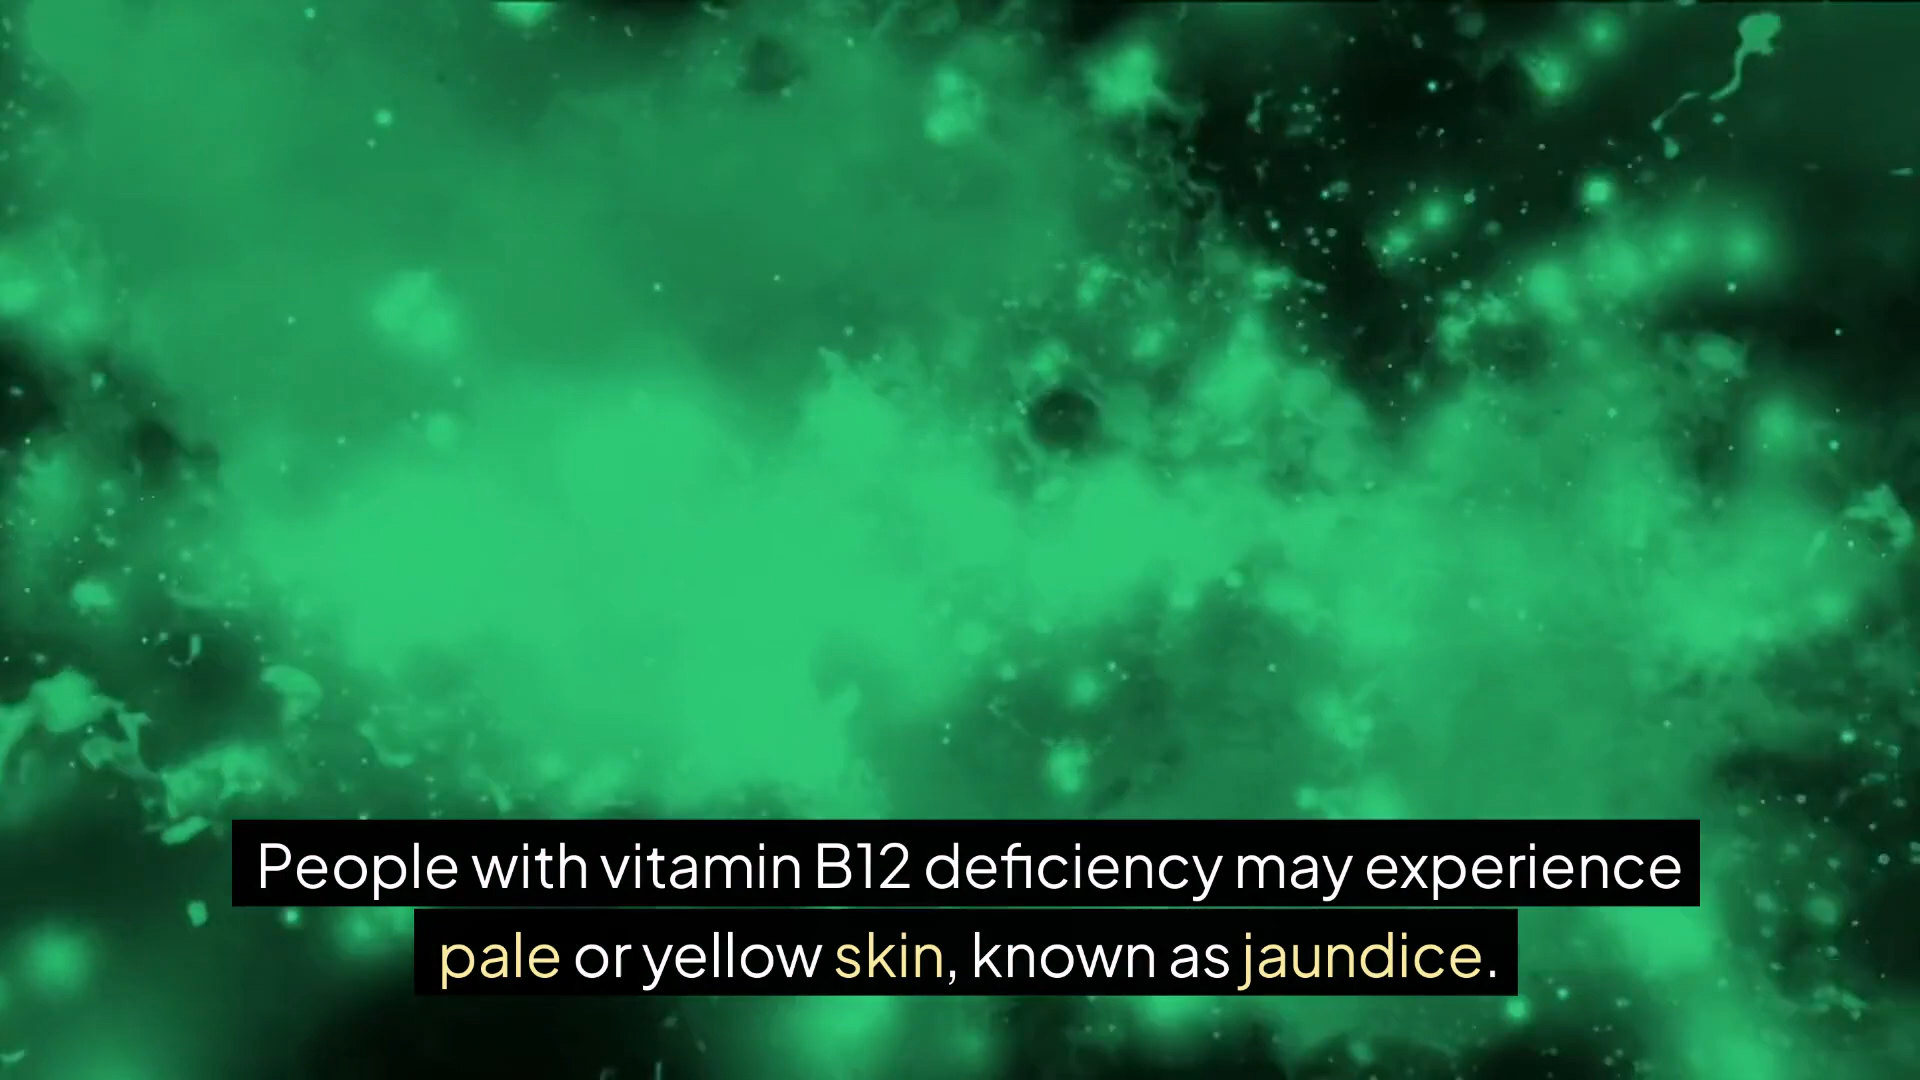 People with vitamin B12 deficiency may experience
pale or yellow skin, known as jaundice.